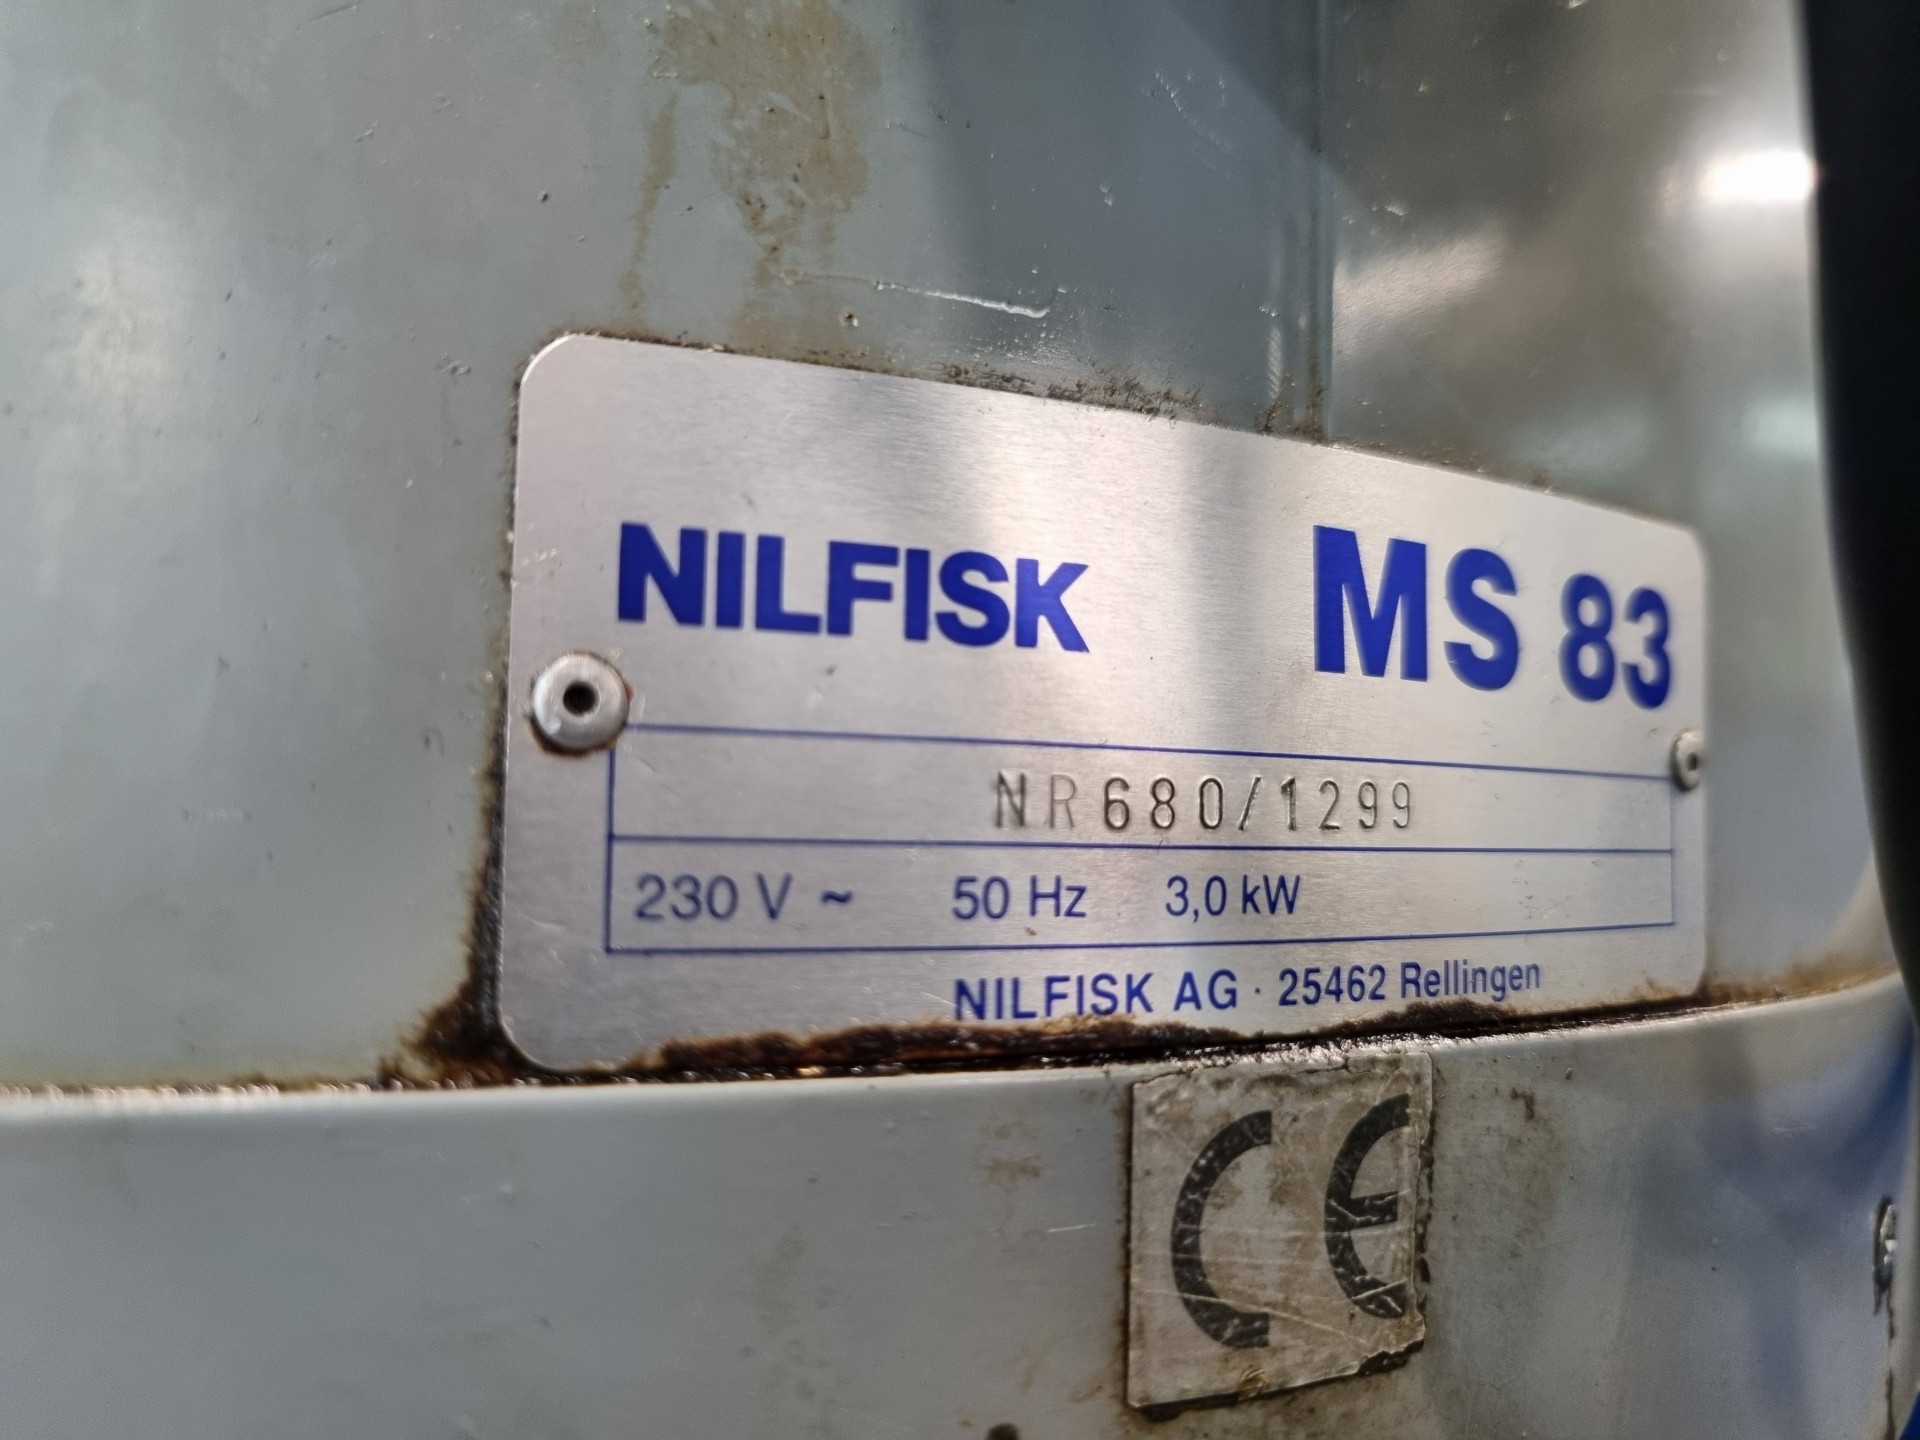 NILFISK MS 83
NR680/1299
230 V ~ 50 Hz 3,0 kW
NILFISK AG · 25462 Rellingen
CE